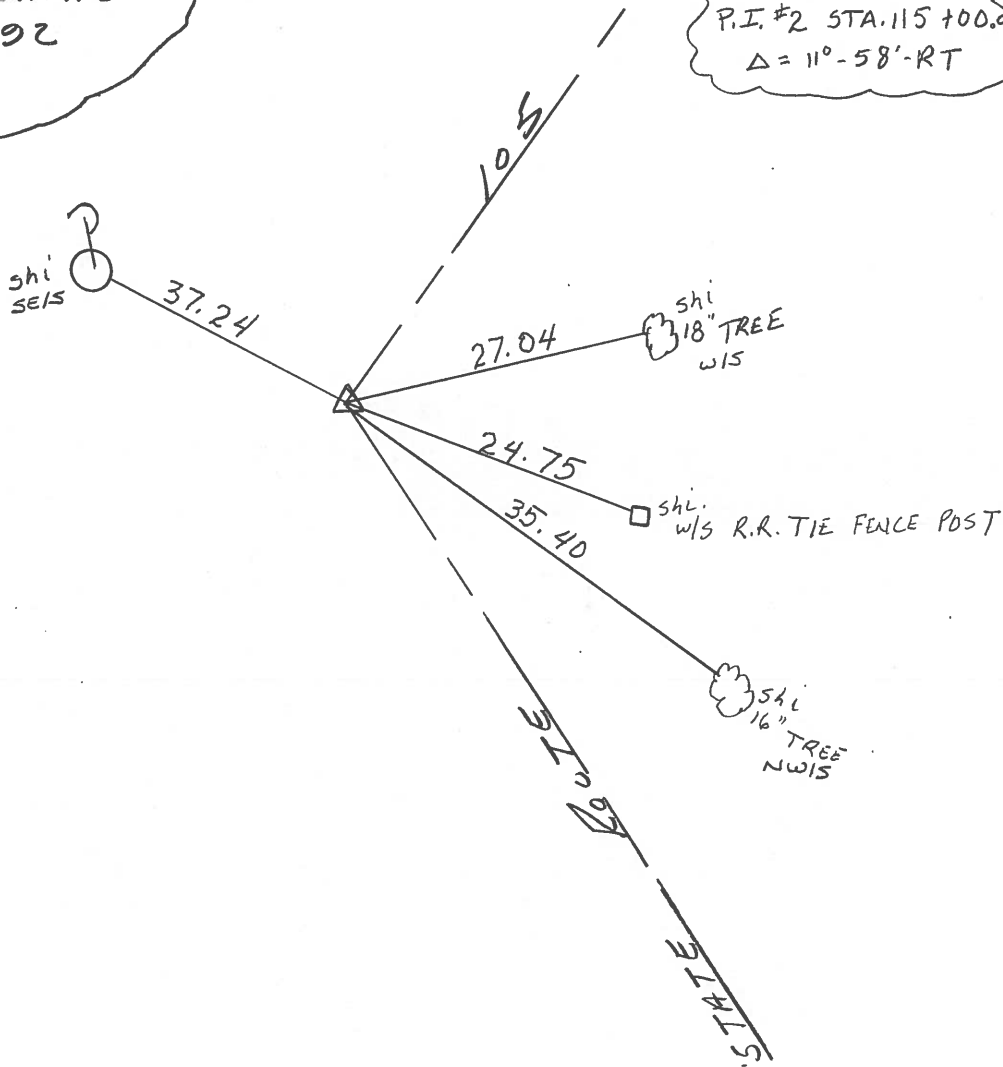 92
P.I. #2 STA. 115 +00.
Δ = 11°-58'-RT
shi
SE/S
37.24
27.04
shi
18" TREE
W/S
24.75
shi.
W/S R.R. TIE FENCE POST
35.40
shi
16"
TREE
NW/S
STATE ROUTE